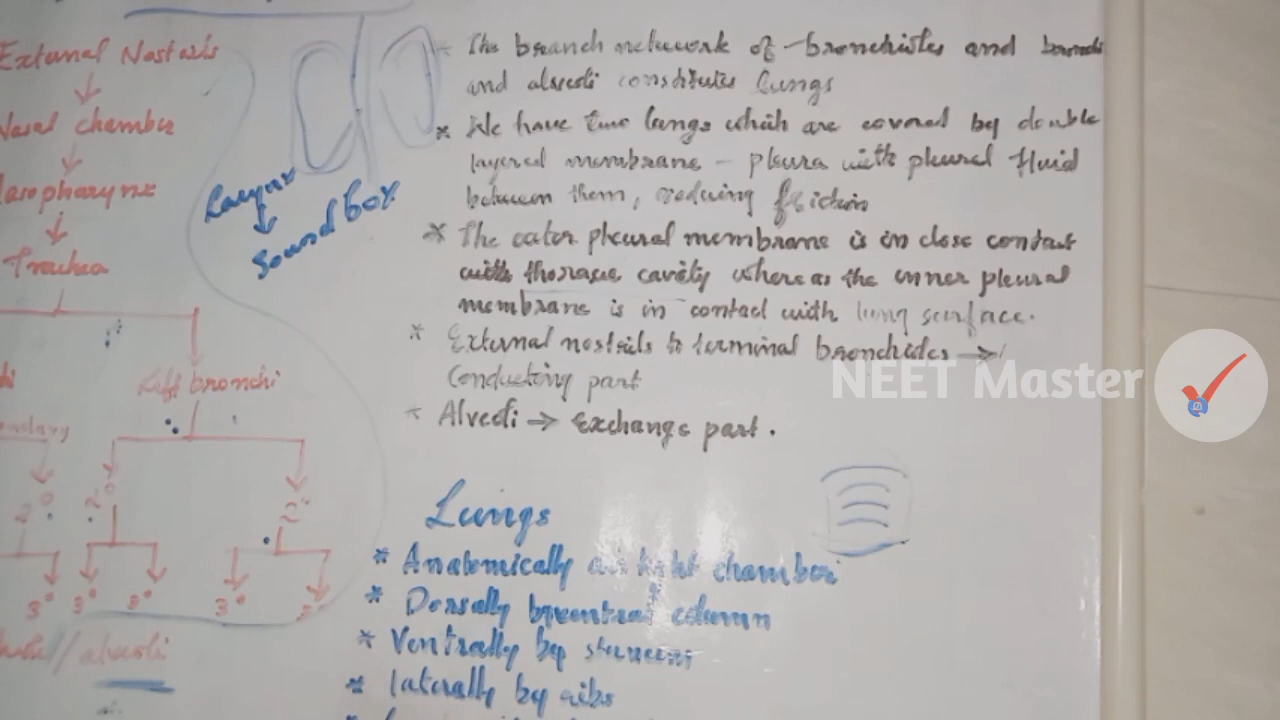 External Nostrils
Nasal chamber
Nasopharynx
Trachea
Left bronchi
2°
2°
2°
3°
3°
3°
3°
3°
/ alveoli
Larynx
Sound box
The branch network of bronchioles and bronchi
and alveoli constitutes lungs
* We have two lungs which are covered by double
layered membrane - pleura with pleural fluid
between them, reducing friction
* The outer pleural membrane is in close contact
with thoracic cavity where as the inner pleural
membrane is in contact with lung surface.
* External nostrils to terminal bronchioles →
Conducting part
* Alveoli → Exchange part.
NEET Master
Lungs
* Anatomically air tight chamber
* Dorsally by column
* Ventrally by sternum
* laterally by ribs